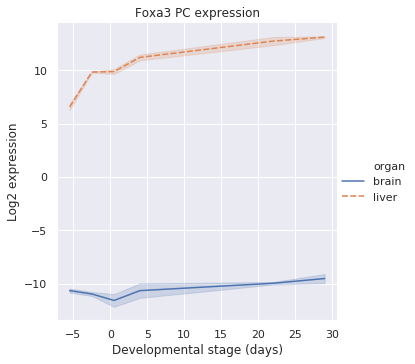 Foxa3 PC expression
Log2 expression
10
5
0
−5
−10
−5 0 5 10 15 20 25 30
Developmental stage (days)
organ
brain
liver